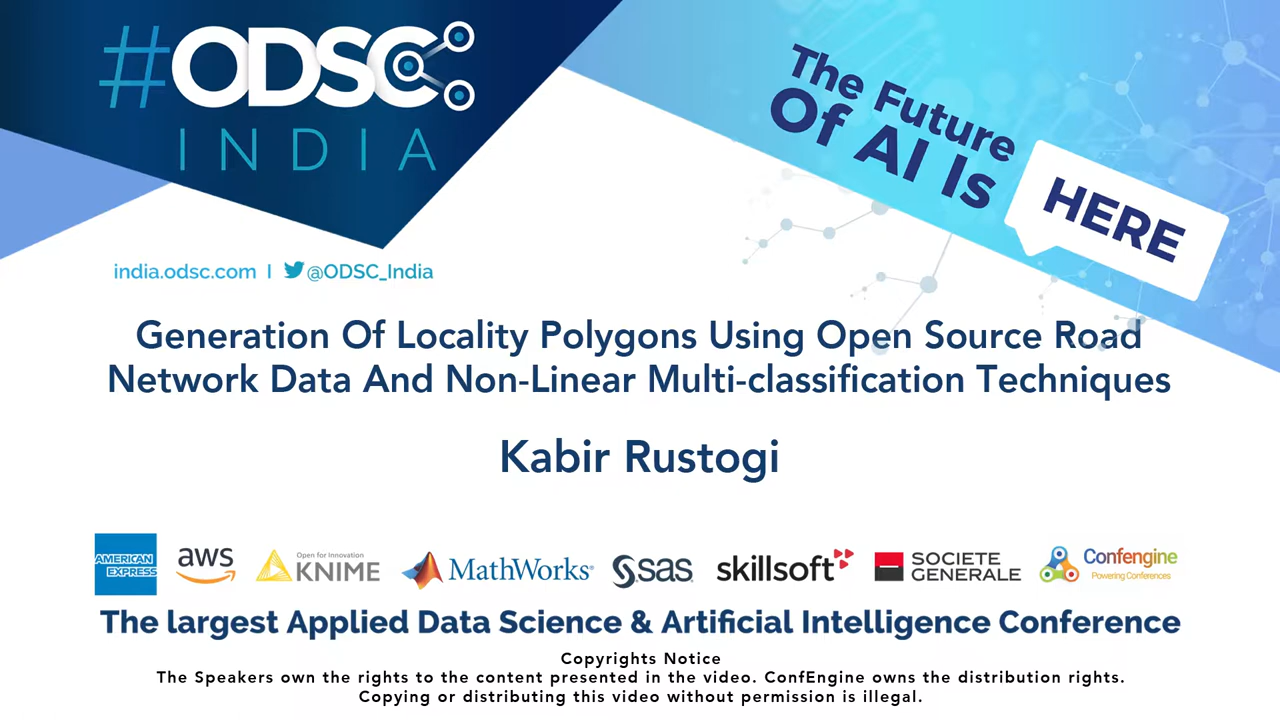 #ODSC
INDIA
The Future
Of AI Is
HERE
india.odsc.com I @ODSC_India
Generation Of Locality Polygons Using Open Source Road
Network Data And Non-Linear Multi-classification Techniques
Kabir Rustogi
AMERICAN
EXPRESS
aws
Open for Innovation
KNIME
MathWorks®
sas
skillsoft
SOCIETE
GENERALE
Confengine
Powering Conferences
The largest Applied Data Science & Artificial Intelligence Conference
Copyrights Notice
The Speakers own the rights to the content presented in the video. ConfEngine owns the distribution rights.
Copying or distributing this video without permission is illegal.